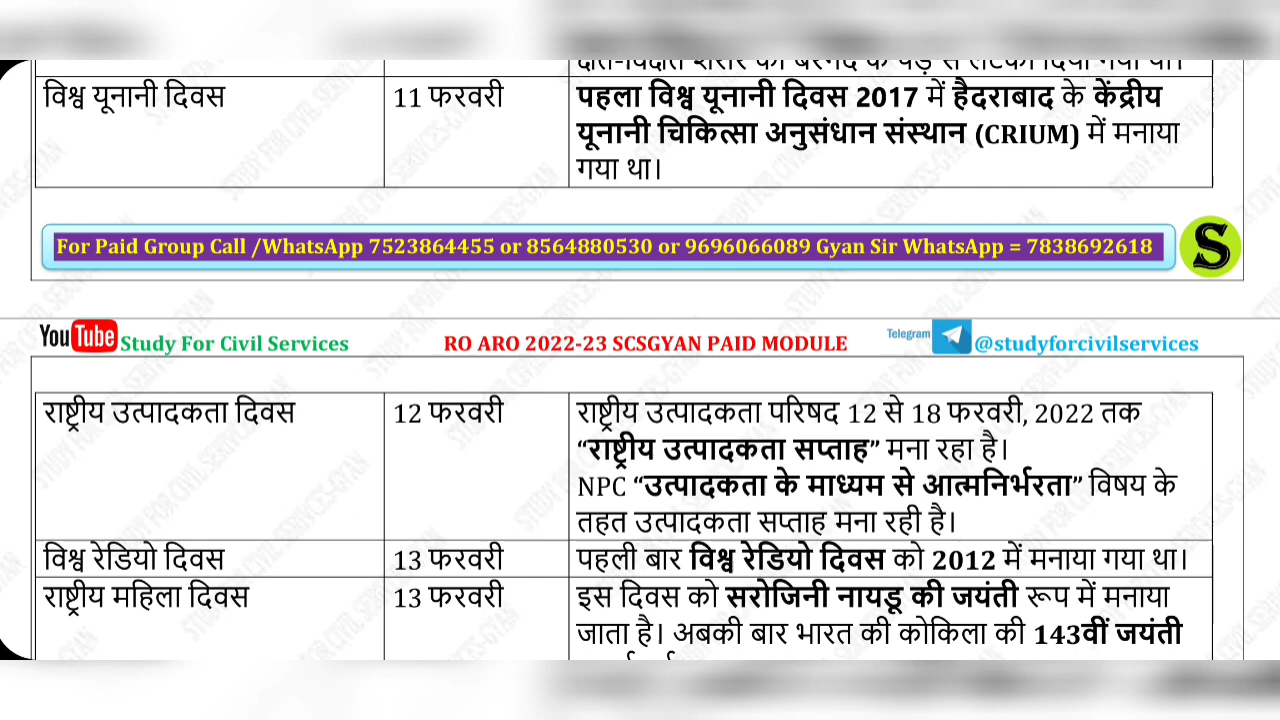 विश्व यूनानी दिवस
11 फरवरी
पहला विश्व यूनानी दिवस 2017 में हैदराबाद के केंद्रीय
यूनानी चिकित्सा अनुसंधान संस्थान (CRIUM) में मनाया
गया था।
For Paid Group Call /WhatsApp 7523864455 or 8564880530 or 9696066089 Gyan Sir WhatsApp = 7838692618
S
YouTube Study For Civil Services
RO ARO 2022-23 SCSGYAN PAID MODULE
Telegram @studyforcivilservices
राष्ट्रीय उत्पादकता दिवस
12 फरवरी
राष्ट्रीय उत्पादकता परिषद 12 से 18 फरवरी, 2022 तक
“राष्ट्रीय उत्पादकता सप्ताह” मना रहा है।
NPC “उत्पादकता के माध्यम से आत्मनिर्भरता” विषय के
तहत उत्पादकता सप्ताह मना रही है।
विश्व रेडियो दिवस
13 फरवरी
पहली बार विश्व रेडियो दिवस को 2012 में मनाया गया था।
राष्ट्रीय महिला दिवस
13 फरवरी
इस दिवस को सरोजिनी नायडू की जयंती रूप में मनाया
जाता है। अबकी बार भारत की कोकिला की 143वीं जयंती